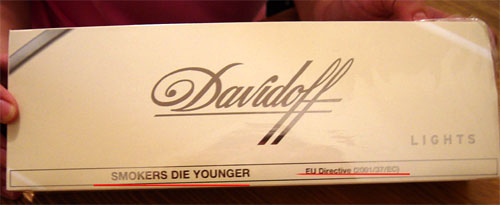 Davidoff
LIGHTS
SMOKERS DIE YOUNGER
EU Directive (2001/37/EC)